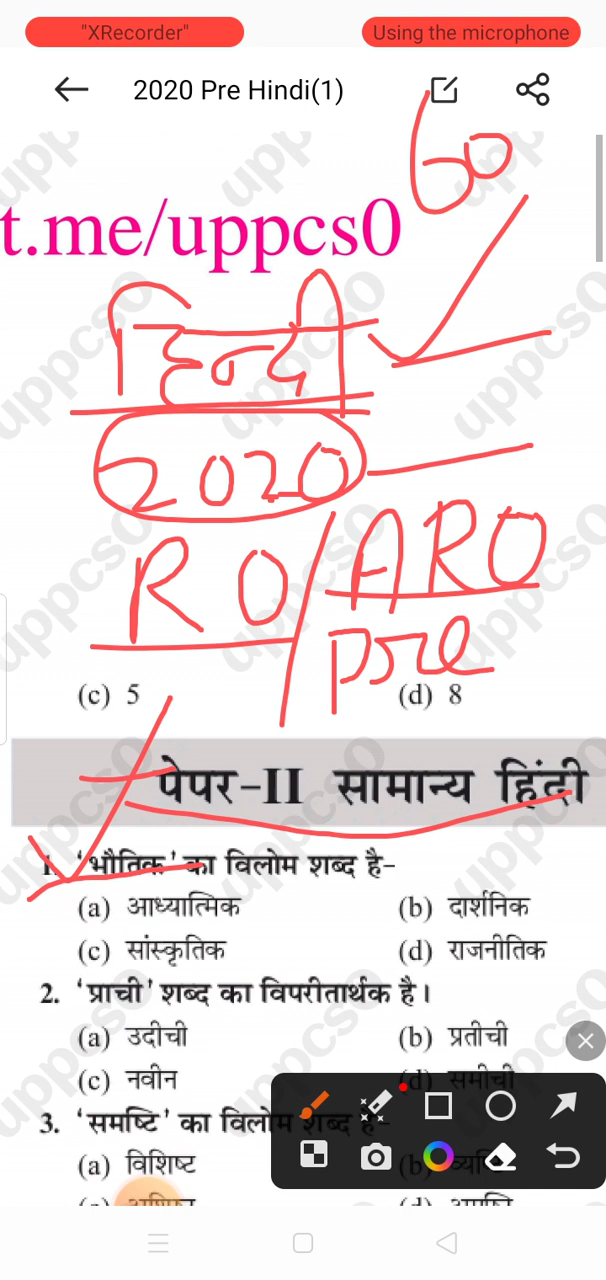 "XRecorder" Using the microphone
2020 Pre Hindi(1)
60
t.me/uppcs0
हिन्दी
2020
RO/ARO
pre
(c) 5 (d) 8
पेपर-II सामान्य हिंदी
1. 'भौतिक' का विलोम शब्द है-
(a) आध्यात्मिक (b) दार्शनिक
(c) सांस्कृतिक (d) राजनीतिक
2. 'प्राची' शब्द का विपरीतार्थक है।
(a) उदीची (b) प्रतीची
(c) नवीन (d) समीची
3. 'समष्टि' का विलोम शब्द है-
(a) विशिष्ट (b)